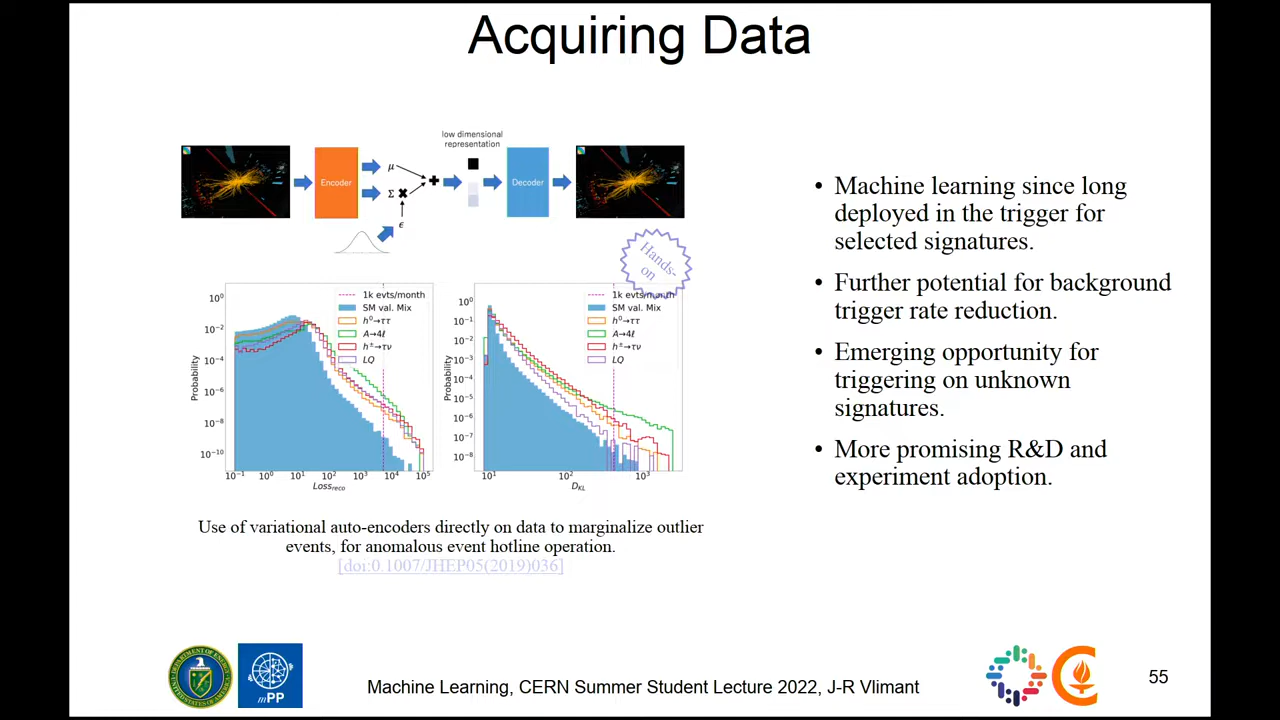 Acquiring Data
low dimensional
representation
Encoder
μ
Σ
ϵ
Decoder
Hands-
on
10⁰
10⁻²
10⁻⁴
10⁻⁶
10⁻⁸
10⁻¹⁰
Probability
1k evts/month
SM val. Mix
h⁰→ττ
A→4ℓ
h±→τν
LQ
10⁻¹ 10⁰ 10¹ 10² 10³ 10⁵
Lossreco
10⁰
10⁻¹
10⁻²
10⁻³
10⁻⁴
10⁻⁵
10⁻⁶
10⁻⁷
10⁻⁸
Probability
1k evts/month
SM val. Mix
h⁰→ττ
A→4ℓ
h±→τν
LQ
10¹ 10² 10³
DKL
Use of variational auto-encoders directly on data to marginalize outlier
events, for anomalous event hotline operation.
[doi:0.1007/JHEP05(2019)036]
• Machine learning since long
deployed in the trigger for
selected signatures.
• Further potential for background
trigger rate reduction.
• Emerging opportunity for
triggering on unknown
signatures.
• More promising R&D and
experiment adoption.
mPP
Machine Learning, CERN Summer Student Lecture 2022, J-R Vlimant
55